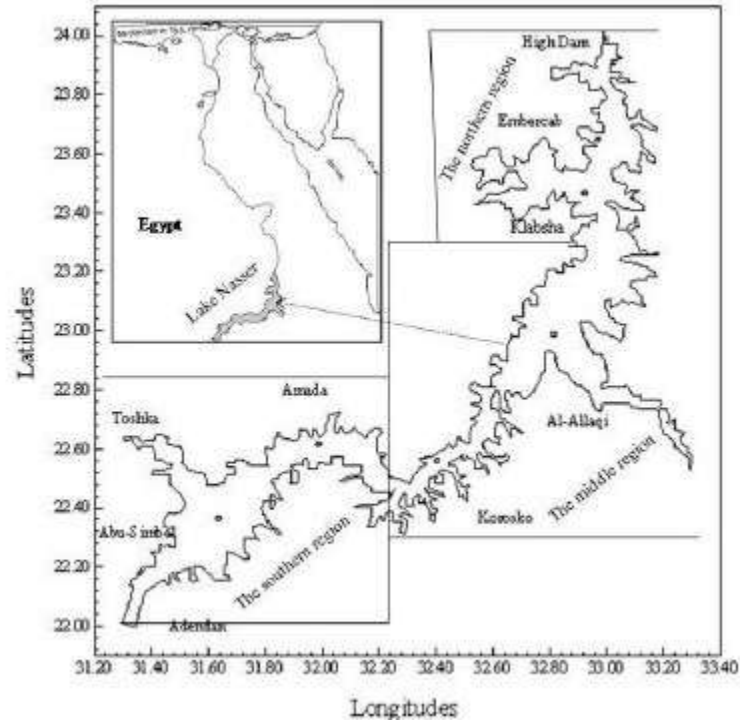 24.00
23.80
23.60
23.40
23.20
23.00
22.80
22.60
22.40
22.20
22.00
Latitudes
Egypt
Lake Nasser
High Dam
The northern region
Embercab
Klabsha
Amada
Toshka
Al-Allaqi
The middle region
Korosko
Abu-Simbil
The southern region
Adendan
31.20 31.40 31.60 31.80 32.00 32.20 32.40 32.60 32.80 33.00 33.20 33.40
Longitudes